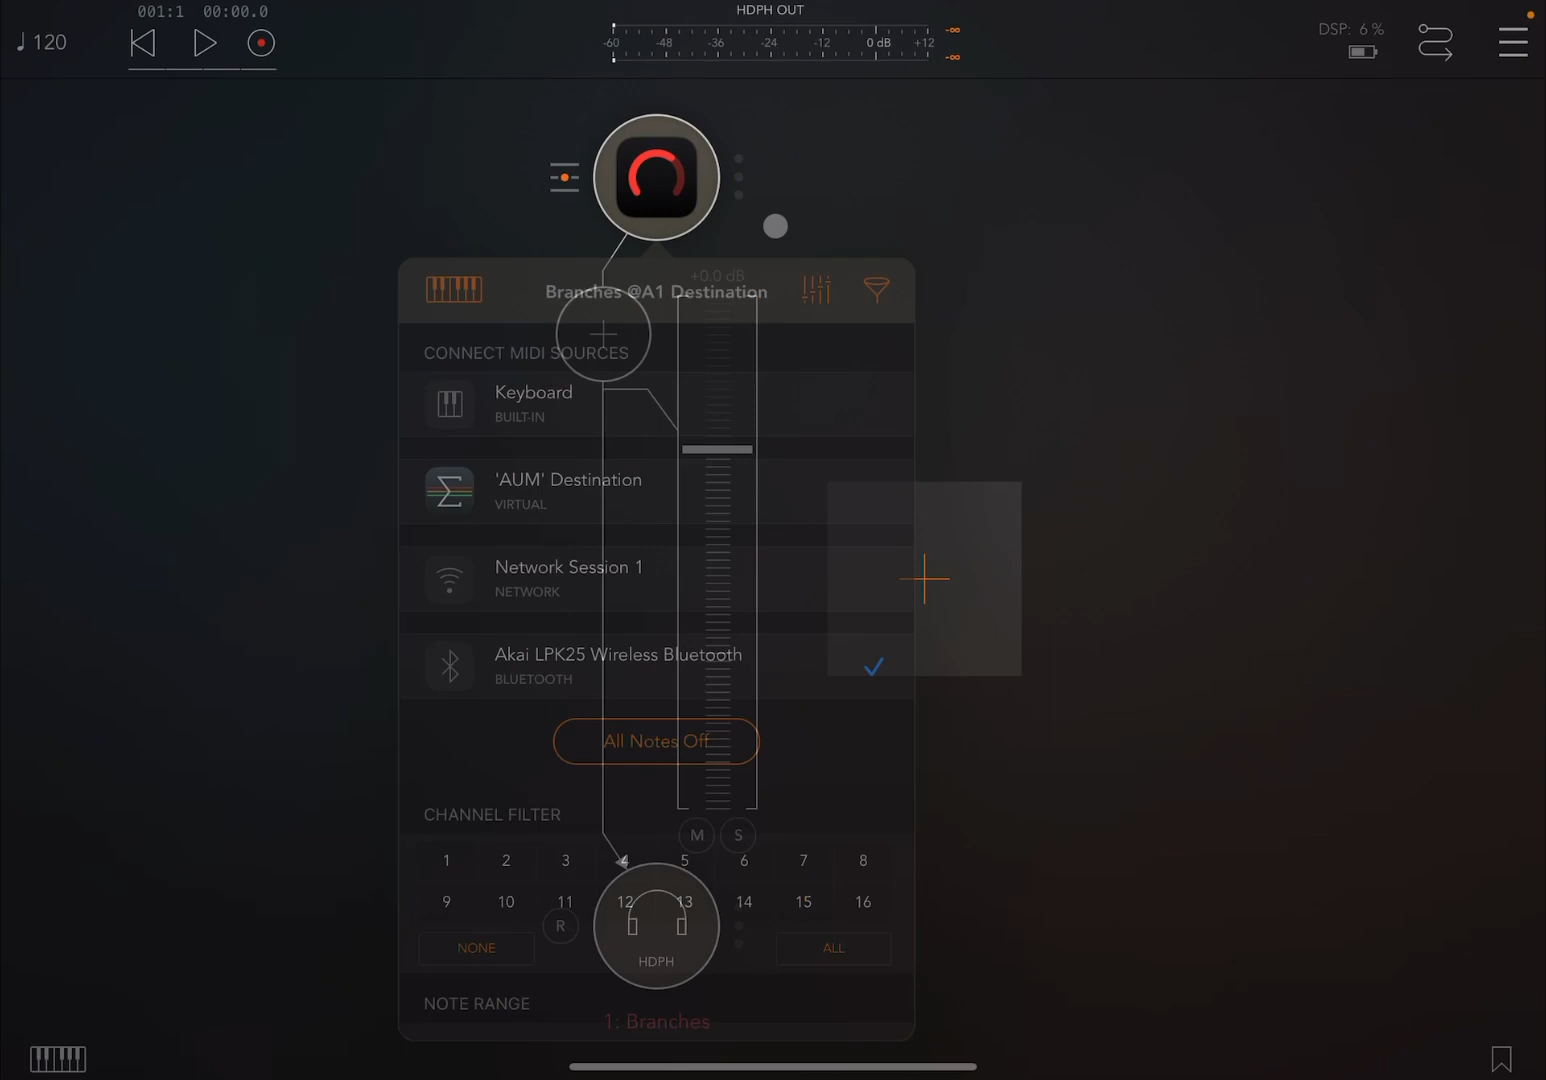 001:1 00:00.0
HDPH OUT
120
-60 -48 -36 -24 -12 0 dB +12
-∞
-∞
DSP: 6 %
+0.0 dB
Branches @A1 Destination
CONNECT MIDI SOURCES
Keyboard
BUILT-IN
'AUM' Destination
VIRTUAL
Network Session 1
NETWORK
Akai LPK25 Wireless Bluetooth
BLUETOOTH
All Notes Off
CHANNEL FILTER
M S
1 2 3 4 5 6 7 8
9 10 11 12 13 14 15 16
R
NONE
ALL
HDPH
NOTE RANGE
1: Branches